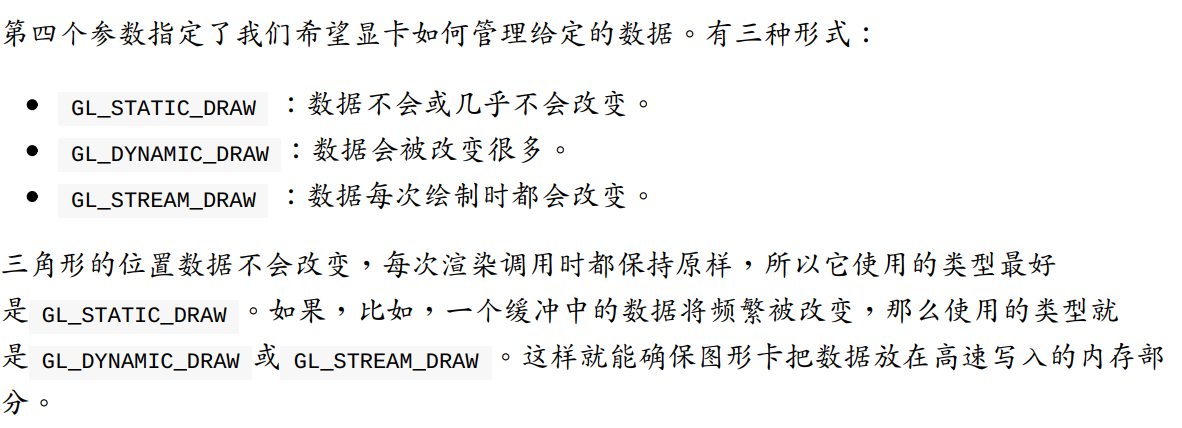 第四个参数指定了我们希望显卡如何管理给定的数据。有三种形式：
• GL_STATIC_DRAW ：数据不会或几乎不会改变。
• GL_DYNAMIC_DRAW ：数据会被改变很多。
• GL_STREAM_DRAW ：数据每次绘制时都会改变。
三角形的位置数据不会改变，每次渲染调用时都保持原样，所以它使用的类型最好
是 GL_STATIC_DRAW 。如果，比如，一个缓冲中的数据将频繁被改变，那么使用的类型就
是 GL_DYNAMIC_DRAW 或 GL_STREAM_DRAW 。这样就能确保图形卡把数据放在高速写入的内存部
分。